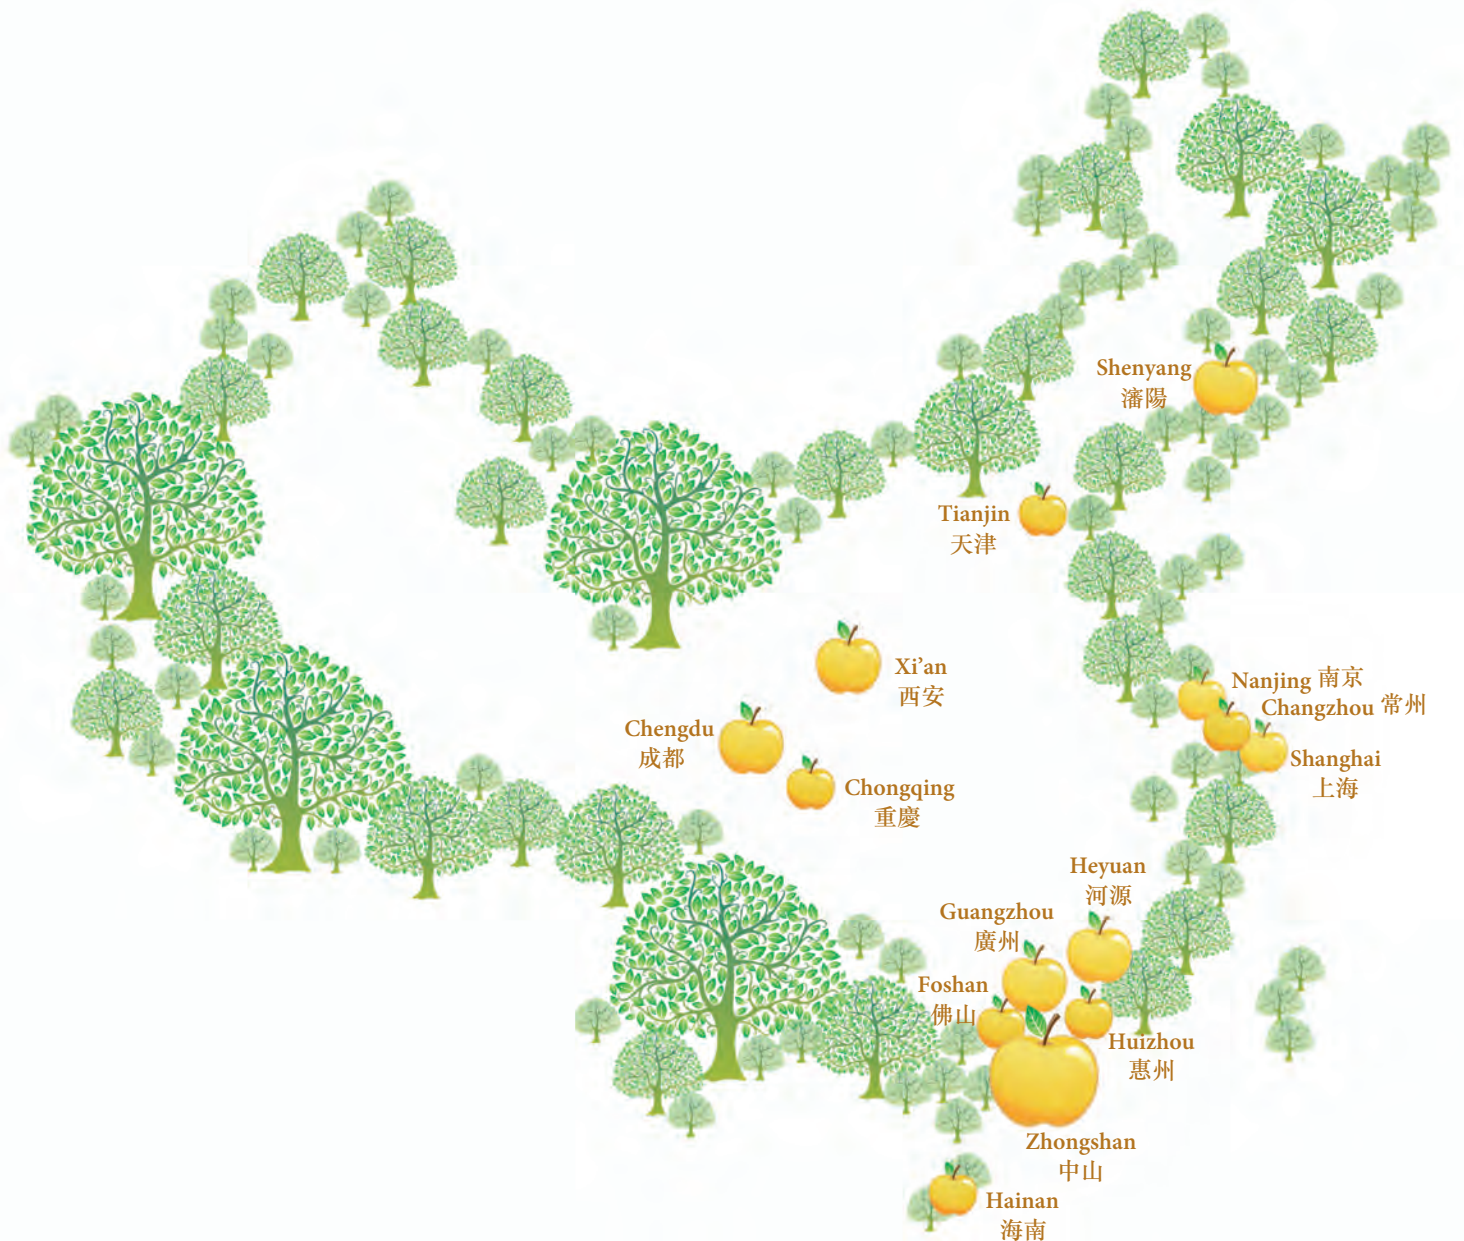 Shenyang
瀋陽
Tianjin
天津
Xi’an
西安
Nanjing 南京
Changzhou 常州
Chengdu
成都
Shanghai
上海
Chongqing
重慶
Heyuan
河源
Guangzhou
廣州
Foshan
佛山
Huizhou
惠州
Zhongshan
中山
Hainan
海南